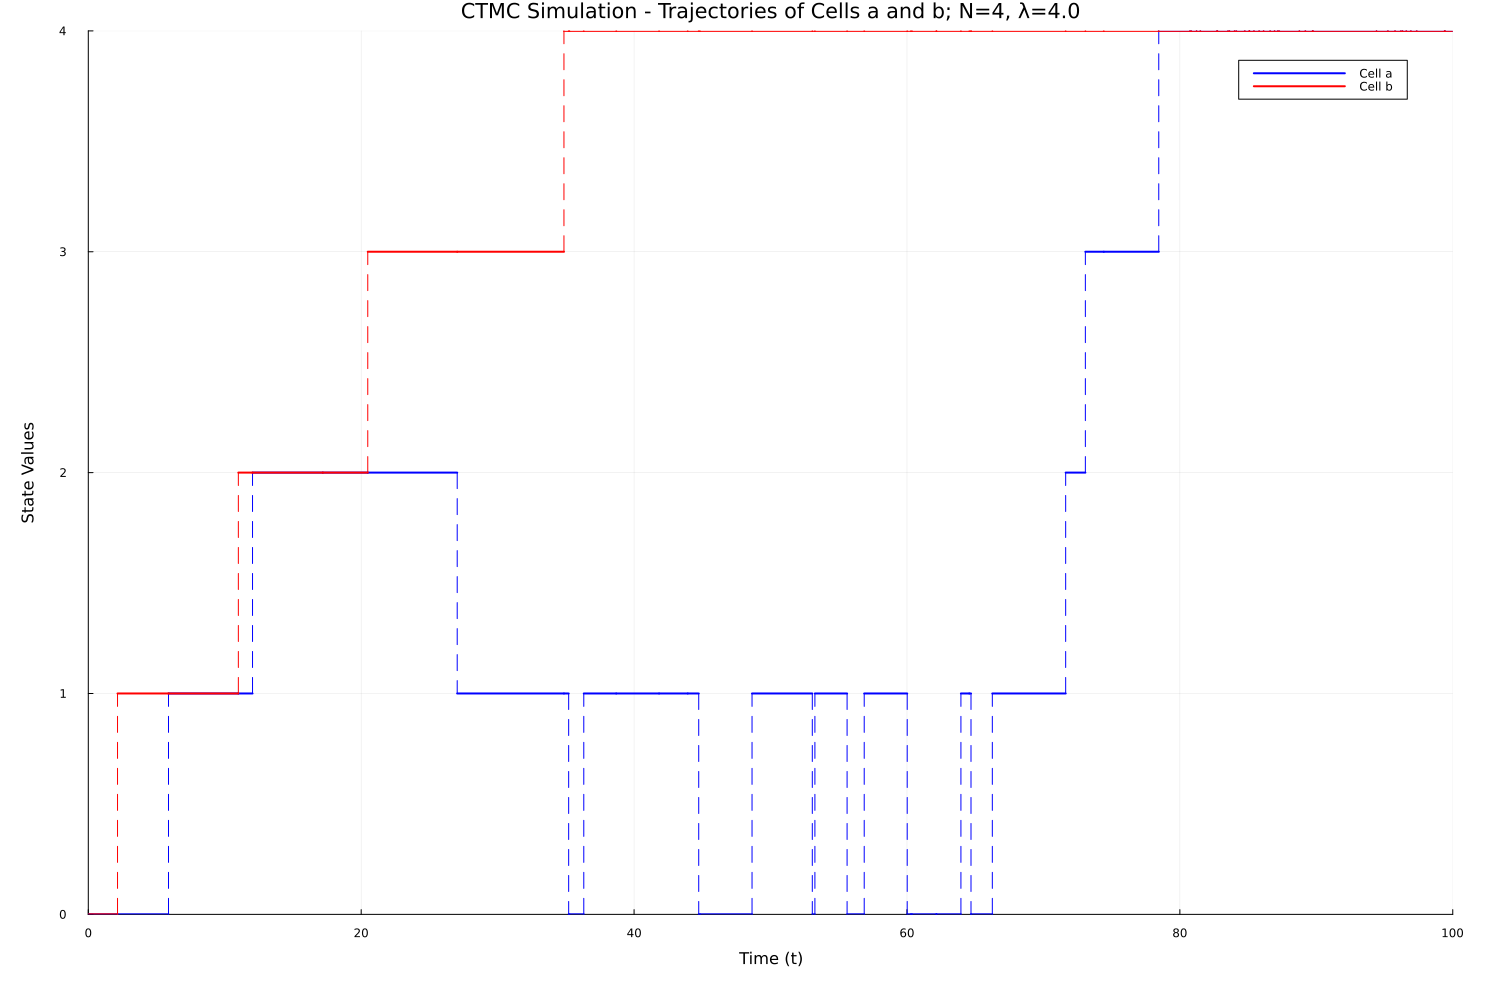 CTMC Simulation - Trajectories of Cells a and b; N=4, λ=4.0
4
Cell a
Cell b
3
State Values
2
1
0
0 20 40 60 80 100
Time (t)